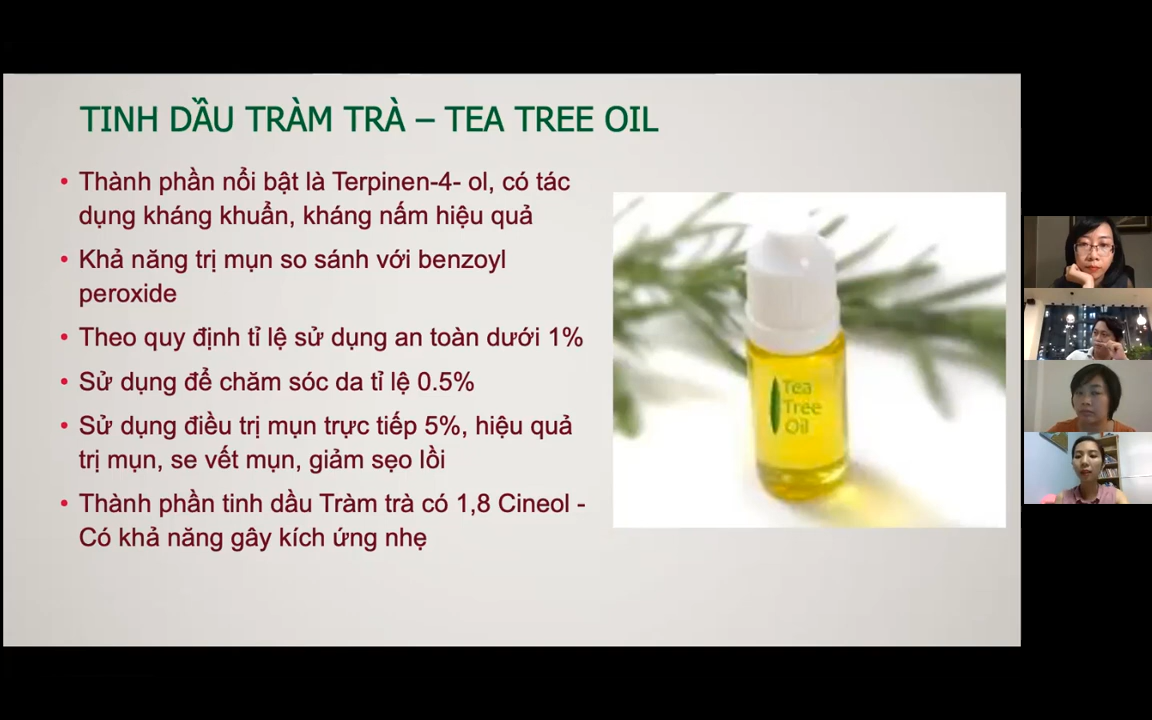 TINH DẦU TRÀM TRÀ – TEA TREE OIL
• Thành phần nổi bật là Terpinen-4- ol, có tác
dụng kháng khuẩn, kháng nấm hiệu quả
• Khả năng trị mụn so sánh với benzoyl
peroxide
• Theo quy định tỉ lệ sử dụng an toàn dưới 1%
• Sử dụng để chăm sóc da tỉ lệ 0.5%
• Sử dụng điều trị mụn trực tiếp 5%, hiệu quả
trị mụn, se vết mụn, giảm sẹo lồi
• Thành phần tinh dầu Tràm trà có 1,8 Cineol -
Có khả năng gây kích ứng nhẹ
Tea
Tree
Oil